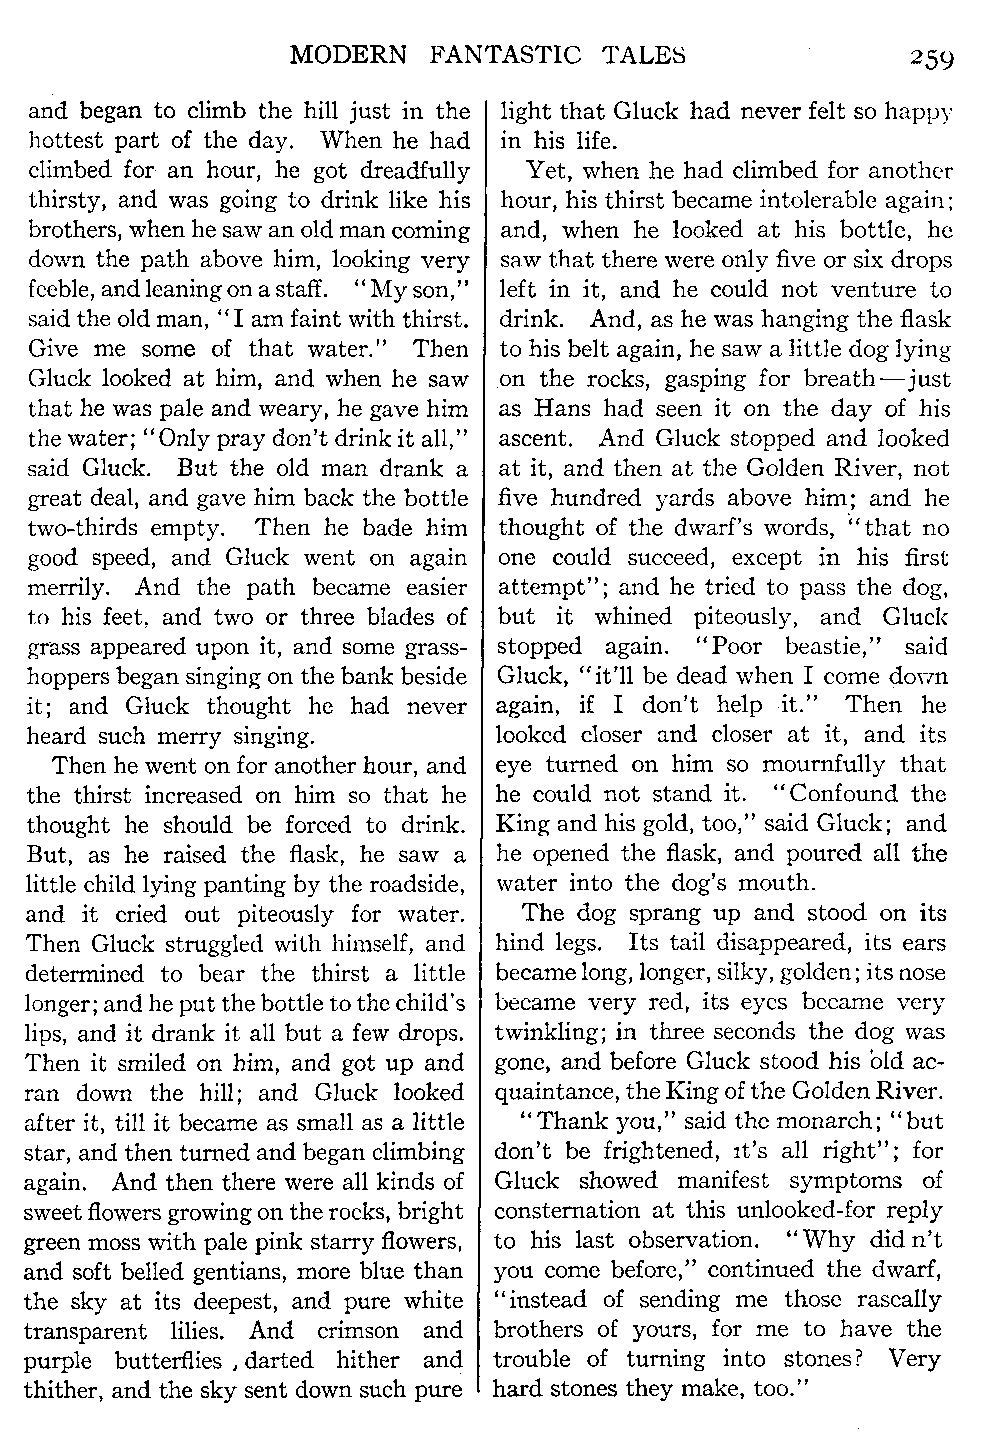 MODERN FANTASTIC TALES 259
and began to climb the hill just in the
hottest part of the day. When he had
climbed for an hour, he got dreadfully
thirsty, and was going to drink like his
brothers, when he saw an old man coming
down the path above him, looking very
feeble, and leaning on a staff. "My son,"
said the old man, "I am faint with thirst.
Give me some of that water." Then
Gluck looked at him, and when he saw
that he was pale and weary, he gave him
the water; "Only pray don't drink it all,"
said Gluck. But the old man drank a
great deal, and gave him back the bottle
two-thirds empty. Then he bade him
good speed, and Gluck went on again
merrily. And the path became easier
to his feet, and two or three blades of
grass appeared upon it, and some grass-
hoppers began singing on the bank beside
it; and Gluck thought he had never
heard such merry singing.
Then he went on for another hour, and
the thirst increased on him so that he
thought he should be forced to drink.
But, as he raised the flask, he saw a
little child lying panting by the roadside,
and it cried out piteously for water.
Then Gluck struggled with himself, and
determined to bear the thirst a little
longer; and he put the bottle to the child's
lips, and it drank it all but a few drops.
Then it smiled on him, and got up and
ran down the hill; and Gluck looked
after it, till it became as small as a little
star, and then turned and began climbing
again. And then there were all kinds of
sweet flowers growing on the rocks, bright
green moss with pale pink starry flowers,
and soft belled gentians, more blue than
the sky at its deepest, and pure white
transparent lilies. And crimson and
purple butterflies darted hither and
thither, and the sky sent down such pure
light that Gluck had never felt so happy
in his life.
Yet, when he had climbed for another
hour, his thirst became intolerable again;
and, when he looked at his bottle, he
saw that there were only five or six drops
left in it, and he could not venture to
drink. And, as he was hanging the flask
to his belt again, he saw a little dog lying
on the rocks, gasping for breath—just
as Hans had seen it on the day of his
ascent. And Gluck stopped and looked
at it, and then at the Golden River, not
five hundred yards above him; and he
thought of the dwarf's words, "that no
one could succeed, except in his first
attempt"; and he tried to pass the dog,
but it whined piteously, and Gluck
stopped again. "Poor beastie," said
Gluck, "it'll be dead when I come down
again, if I don't help it." Then he
looked closer and closer at it, and its
eye turned on him so mournfully that
he could not stand it. "Confound the
King and his gold, too," said Gluck; and
he opened the flask, and poured all the
water into the dog's mouth.
The dog sprang up and stood on its
hind legs. Its tail disappeared, its ears
became long, longer, silky, golden; its nose
became very red, its eyes became very
twinkling; in three seconds the dog was
gone, and before Gluck stood his old ac-
quaintance, the King of the Golden River.
"Thank you," said the monarch; "but
don't be frightened, it's all right"; for
Gluck showed manifest symptoms of
consternation at this unlooked-for reply
to his last observation. "Why didn't
you come before," continued the dwarf,
"instead of sending me those rascally
brothers of yours, for me to have the
trouble of turning into stones? Very
hard stones they make, too."